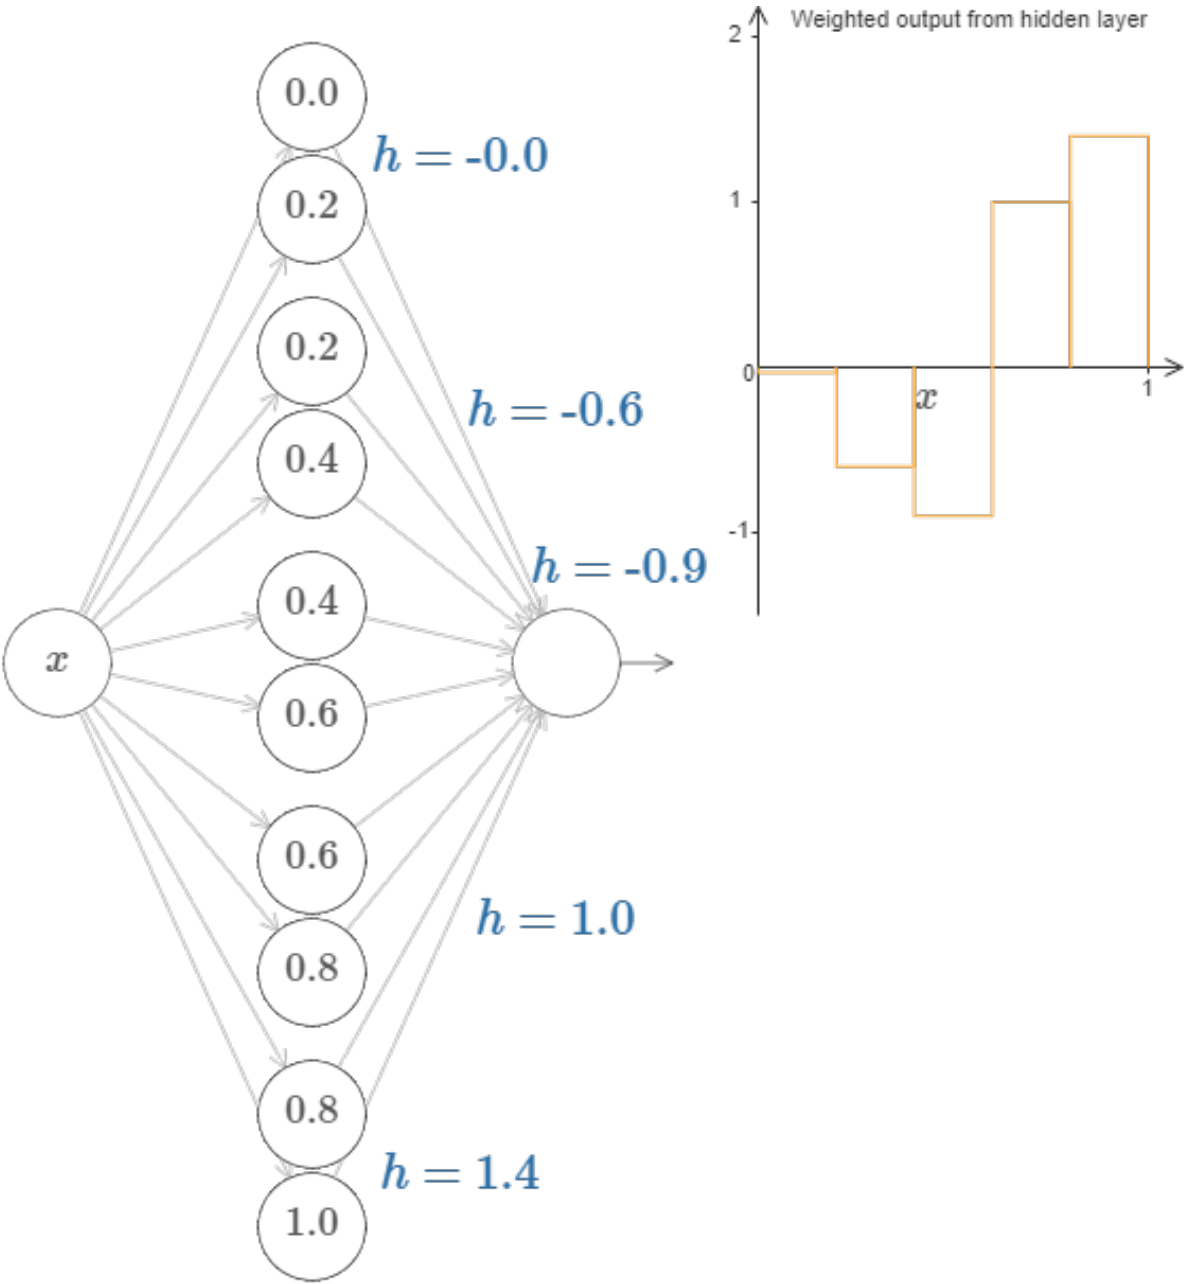 0.0
h = -0.0
0.2
0.2
h = -0.6
0.4
h = -0.9
0.4
x
0.6
0.6
h = 1.0
0.8
0.8
h = 1.4
1.0
Weighted output from hidden layer
2
1
0
x
1
-1